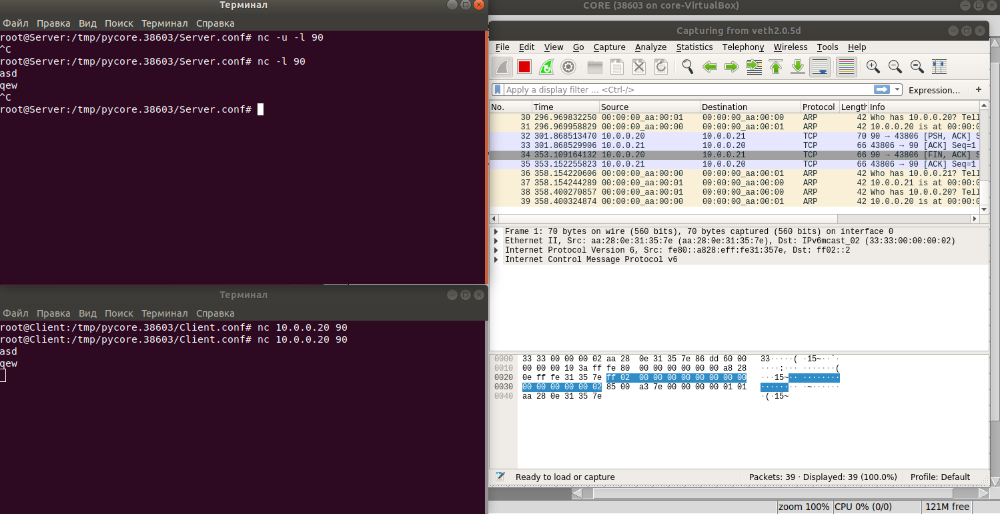 Терминал
Файл Правка Вид Поиск Терминал Справка
root@Server:/tmp/pycore.38603/Server.conf# nc -u -l 90
^C
root@Server:/tmp/pycore.38603/Server.conf# nc -l 90
asd
qew
^C
root@Server:/tmp/pycore.38603/Server.conf#
Терминал
Файл Правка Вид Поиск Терминал Справка
root@Client:/tmp/pycore.38603/Client.conf# nc 10.0.0.20 90
root@Client:/tmp/pycore.38603/Client.conf# nc 10.0.0.20 90
asd
qew
CORE (38603 on core-VirtualBox)
Capturing from veth2.0.5d
File Edit View Go Capture Analyze Statistics Telephony Wireless Tools Help
Apply a display filter ... <Ctrl-/> Expression... +
No. Time Source Destination Protocol Length Info
30 296.969832250 00:00:00_aa:00:01 00:00:00_aa:00:00 ARP 42 Who has 10.0.0.20? Tell
31 296.969958829 00:00:00_aa:00:00 00:00:00_aa:00:01 ARP 42 10.0.0.20 is at 00:00:0
32 301.868513470 10.0.0.20 10.0.0.21 TCP 70 90 → 43806 [PSH, ACK] S
33 301.868529906 10.0.0.21 10.0.0.20 TCP 66 43806 → 90 [ACK] Seq=1
34 353.109164132 10.0.0.20 10.0.0.21 TCP 66 90 → 43806 [FIN, ACK] S
35 353.152255823 10.0.0.21 10.0.0.20 TCP 66 43806 → 90 [ACK] Seq=1
36 358.154220606 00:00:00_aa:00:00 00:00:00_aa:00:01 ARP 42 Who has 10.0.0.21? Tell
37 358.154244289 00:00:00_aa:00:01 00:00:00_aa:00:00 ARP 42 10.0.0.21 is at 00:00:0
38 358.400270857 00:00:00_aa:00:01 00:00:00_aa:00:00 ARP 42 Who has 10.0.0.20? Tell
39 358.400324874 00:00:00_aa:00:00 00:00:00_aa:00:01 ARP 42 10.0.0.20 is at 00:00:0
Frame 1: 70 bytes on wire (560 bits), 70 bytes captured (560 bits) on interface 0
Ethernet II, Src: aa:28:0e:31:35:7e (aa:28:0e:31:35:7e), Dst: IPv6mcast_02 (33:33:00:00:00:02)
Internet Protocol Version 6, Src: fe80::a828:eff:fe31:357e, Dst: ff02::2
Internet Control Message Protocol v6
0000 33 33 00 00 00 02 aa 28 0e 31 35 7e 86 dd 60 00 33·····( ·15~··`·
0010 00 00 00 10 3a ff fe 80 00 00 00 00 00 00 a8 28 ····:··· ·······(
0020 0e ff fe 31 35 7e ff 02 00 00 00 00 00 00 00 00 ···15~·· ········
0030 00 00 00 00 00 02 85 00 a3 7e 00 00 00 00 01 01 ········ ·~······
0040 aa 28 0e 31 35 7e ·(·15~
Ready to load or capture Packets: 39 · Displayed: 39 (100.0%) Profile: Default
zoom 100% CPU 0% (0/0) 121M free